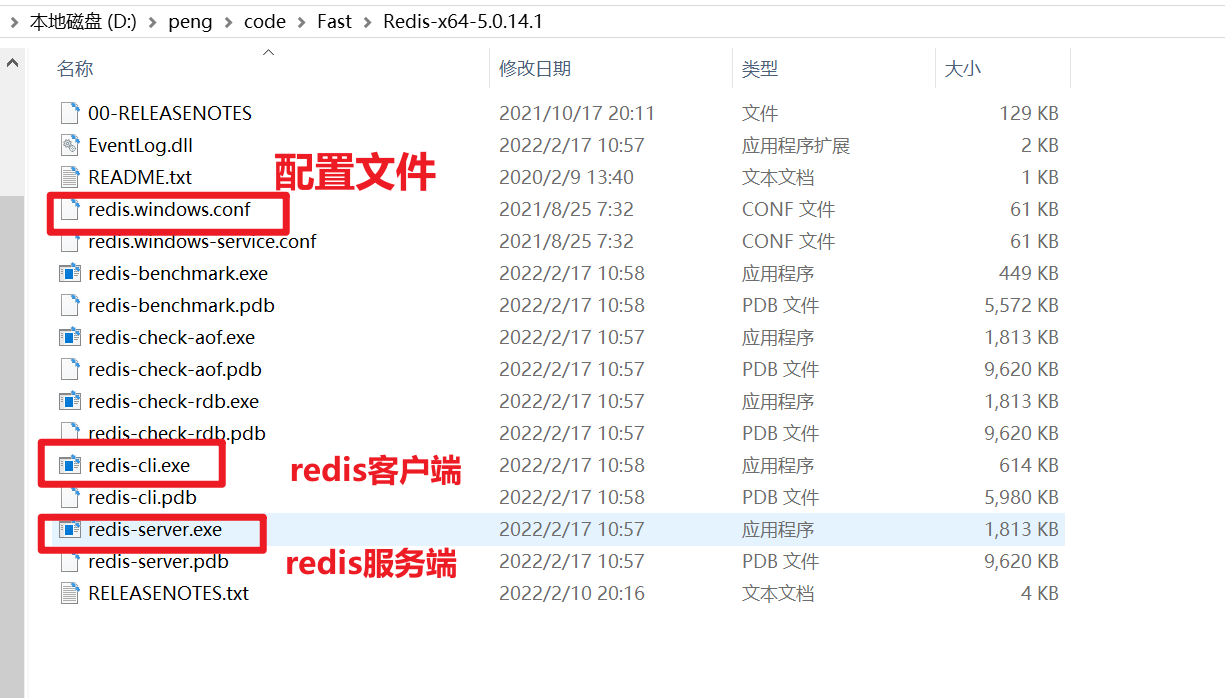 本地磁盘 (D:) > peng > code > Fast > Redis-x64-5.0.14.1
名称 修改日期 类型 大小
00-RELEASENOTES 2021/10/17 20:11 文件 129 KB
EventLog.dll 2022/2/17 10:57 应用程序扩展 2 KB
配置文件
README.txt 2020/2/9 13:40 文本文档 1 KB
redis.windows.conf 2021/8/25 7:32 CONF 文件 61 KB
redis.windows-service.conf 2021/8/25 7:32 CONF 文件 61 KB
redis-benchmark.exe 2022/2/17 10:58 应用程序 449 KB
redis-benchmark.pdb 2022/2/17 10:58 PDB 文件 5,572 KB
redis-check-aof.exe 2022/2/17 10:57 应用程序 1,813 KB
redis-check-aof.pdb 2022/2/17 10:57 PDB 文件 9,620 KB
redis-check-rdb.exe 2022/2/17 10:57 应用程序 1,813 KB
redis-check-rdb.pdb 2022/2/17 10:57 PDB 文件 9,620 KB
redis-cli.exe 2022/2/17 10:58 应用程序 614 KB
redis客户端
redis-cli.pdb 2022/2/17 10:58 PDB 文件 5,980 KB
redis-server.exe 2022/2/17 10:57 应用程序 1,813 KB
redis服务端
redis-server.pdb 2022/2/17 10:57 PDB 文件 9,620 KB
RELEASENOTES.txt 2022/2/10 20:16 文本文档 4 KB